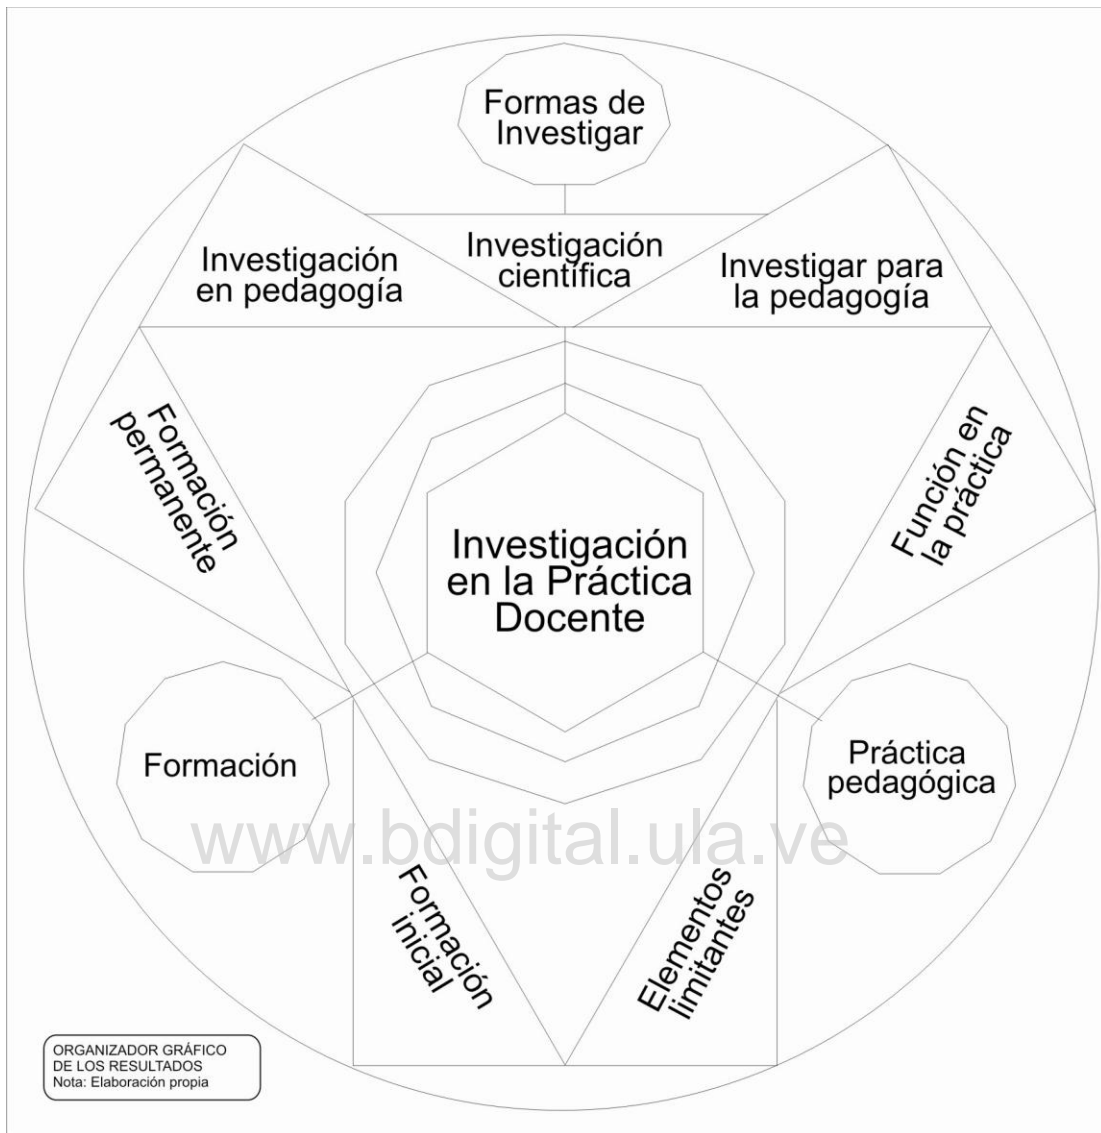 Formas de
Investigar
Investigación
en pedagogía
Investigación
científica
Investigar para
la pedagogía
Formación
permanente
Función en
la práctica
Investigación
en la Práctica
Docente
Formación
Práctica
pedagógica
www.bdigital.ula.ve
Formación
inicial
Elementos
limitantes
ORGANIZADOR GRÁFICO
DE LOS RESULTADOS
Nota: Elaboración propia